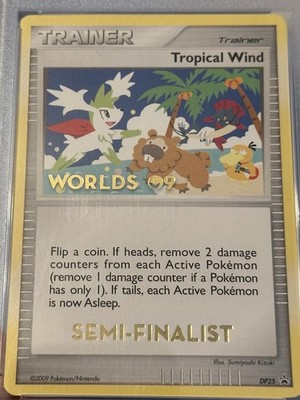 TRAINER Trainer
Tropical Wind
WORLDS 09
Flip a coin. If heads, remove 2 damage
counters from each Active Pokémon
(remove 1 damage counter if a Pokémon
has only 1). If tails, each Active Pokémon
is now Asleep.
SEMI-FINALIST
Illus. Sumiyoshi Kizuki
©2009 Pokémon/Nintendo DP25